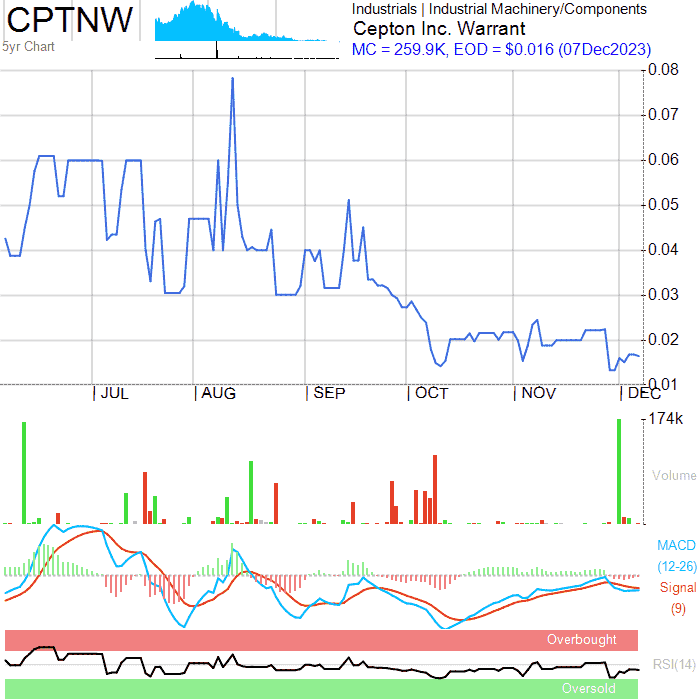 CPTNW
5yr Chart
Industrials | Industrial Machinery/Components
Cepton Inc. Warrant
MC = 259.9K, EOD = $0.016 (07Dec2023)
0.08
0.07
0.06
0.05
0.04
0.03
0.02
0.01
JUL
AUG
SEP
OCT
NOV
DEC
174k
Volume
MACD
(12-26)
Signal
(9)
Overbought
RSI(14)
Oversold